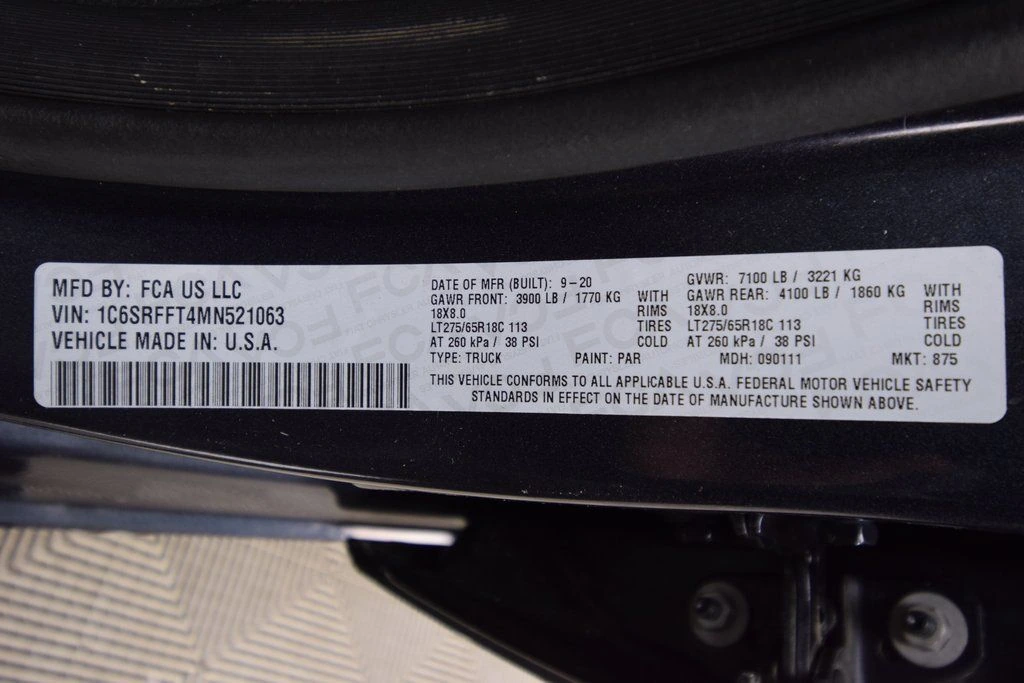 MFD BY: FCA US LLC
VIN: 1C6SRFFT4MN521063
VEHICLE MADE IN: U.S.A.
DATE OF MFR (BUILT): 9-20 GVWR: 7100 LB / 3221 KG
GAWR FRONT: 3900 LB / 1770 KG WITH GAWR REAR: 4100 LB / 1860 KG WITH
18X8.0 RIMS 18X8.0 RIMS
LT275/65R18C 113 TIRES LT275/65R18C 113 TIRES
AT 260 kPa / 38 PSI COLD AT 260 kPa / 38 PSI COLD
TYPE: TRUCK PAINT: PAR MDH: 090111 MKT: 875
THIS VEHICLE CONFORMS TO ALL APPLICABLE U.S.A. FEDERAL MOTOR VEHICLE SAFETY
STANDARDS IN EFFECT ON THE DATE OF MANUFACTURE SHOWN ABOVE.